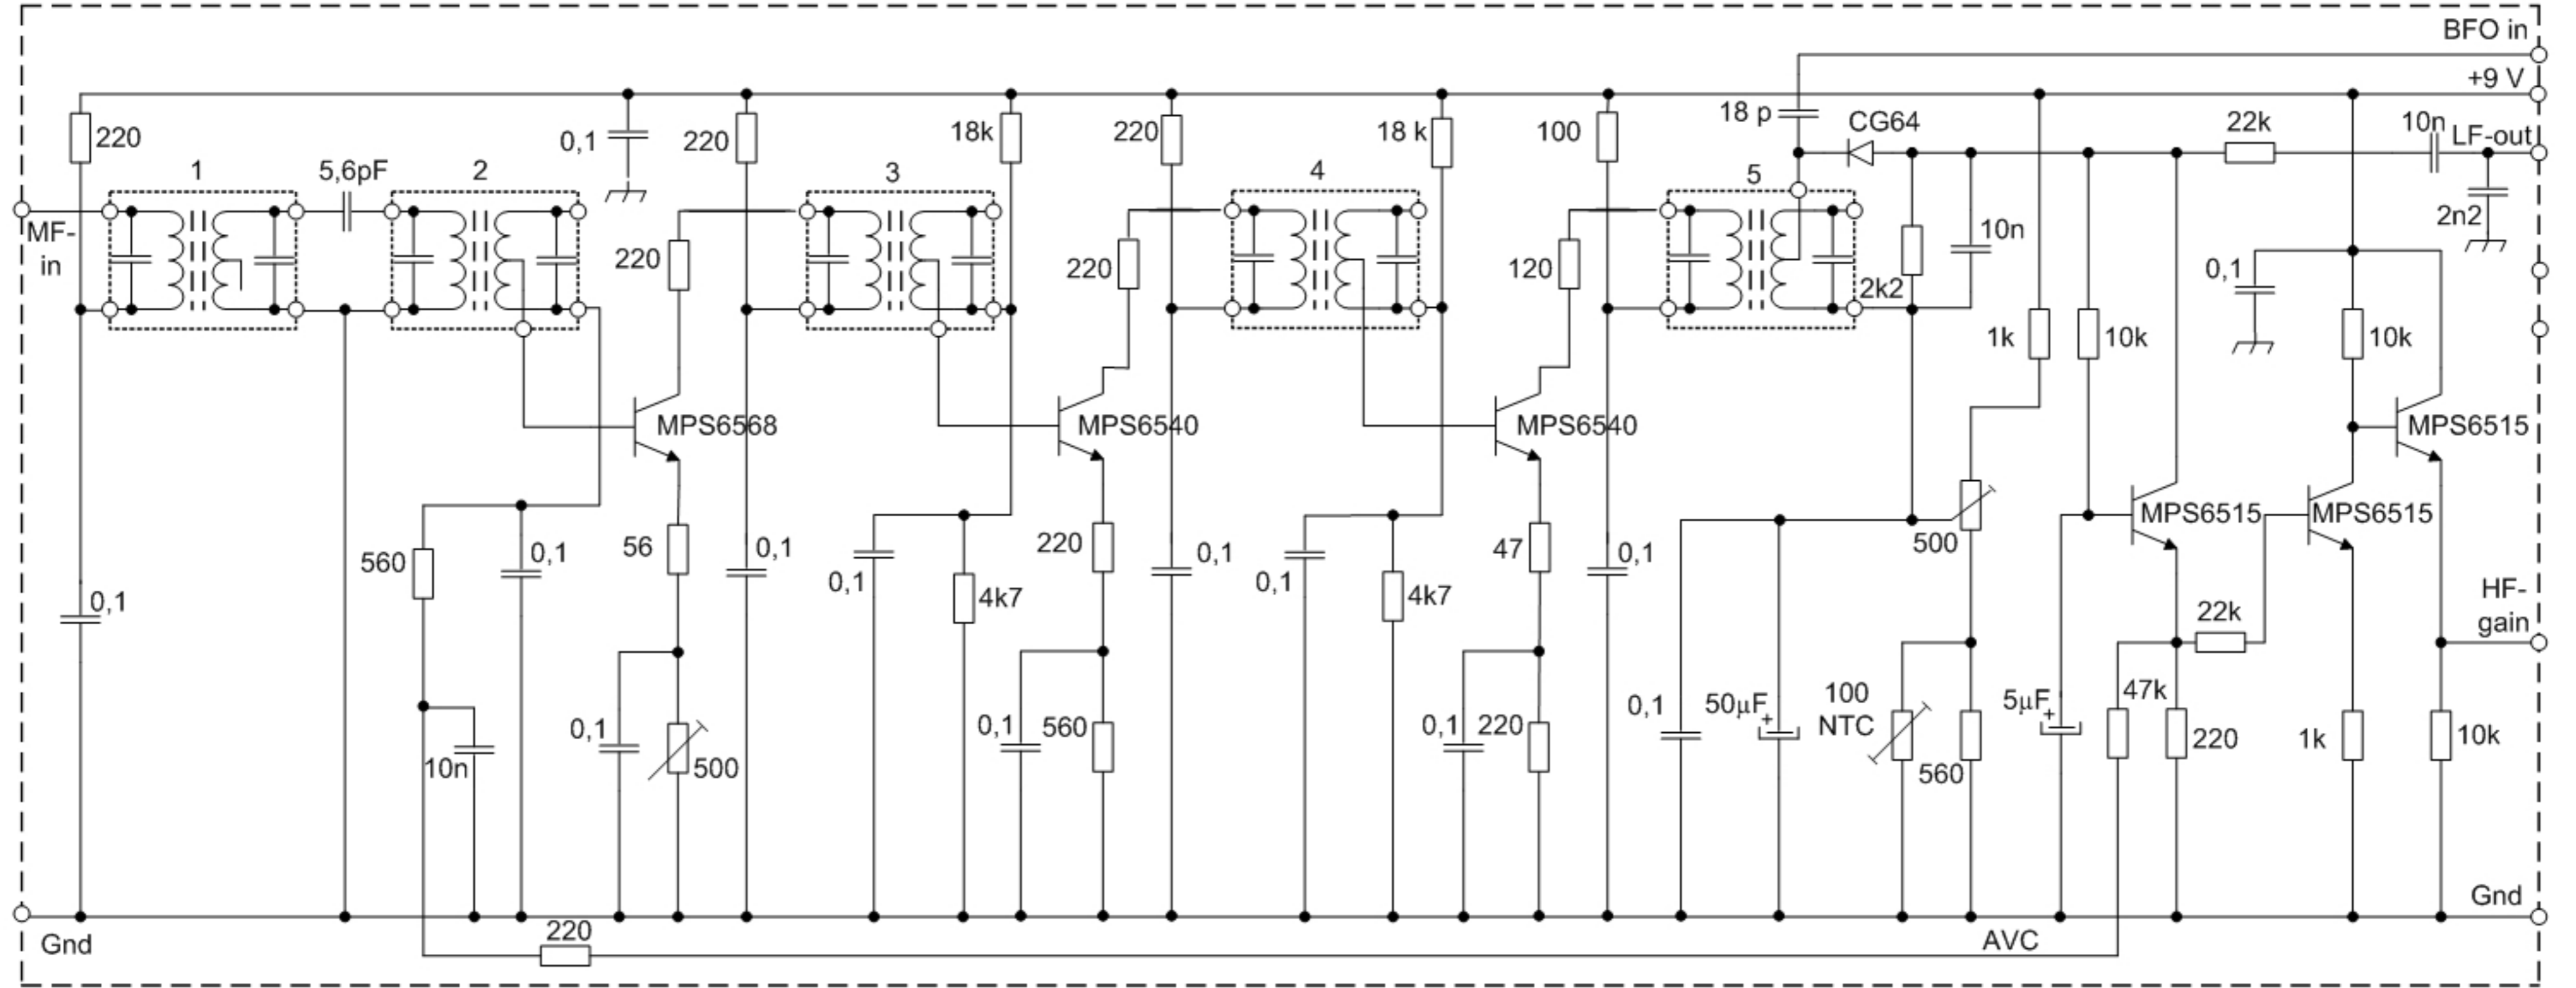 BFO in
+9 V
220
0,1
220
18k
220
18 k
100
18 p
CG64
22k
10n
LF-out
1
5,6pF
2
3
4
5
MF-
in
220
220
120
2k2
10n
2n2
0,1
1k
10k
10k
MPS6568
MPS6540
MPS6540
MPS6515
MPS6515
MPS6515
560
0,1
56
0,1
0,1
4k7
220
0,1
0,1
4k7
47
0,1
500
0,1
22k
HF-
gain
10n
0,1
500
0,1
560
0,1
220
0,1
50µF
+
100
NTC
560
5µF
+
47k
220
1k
10k
Gnd
Gnd
220
AVC